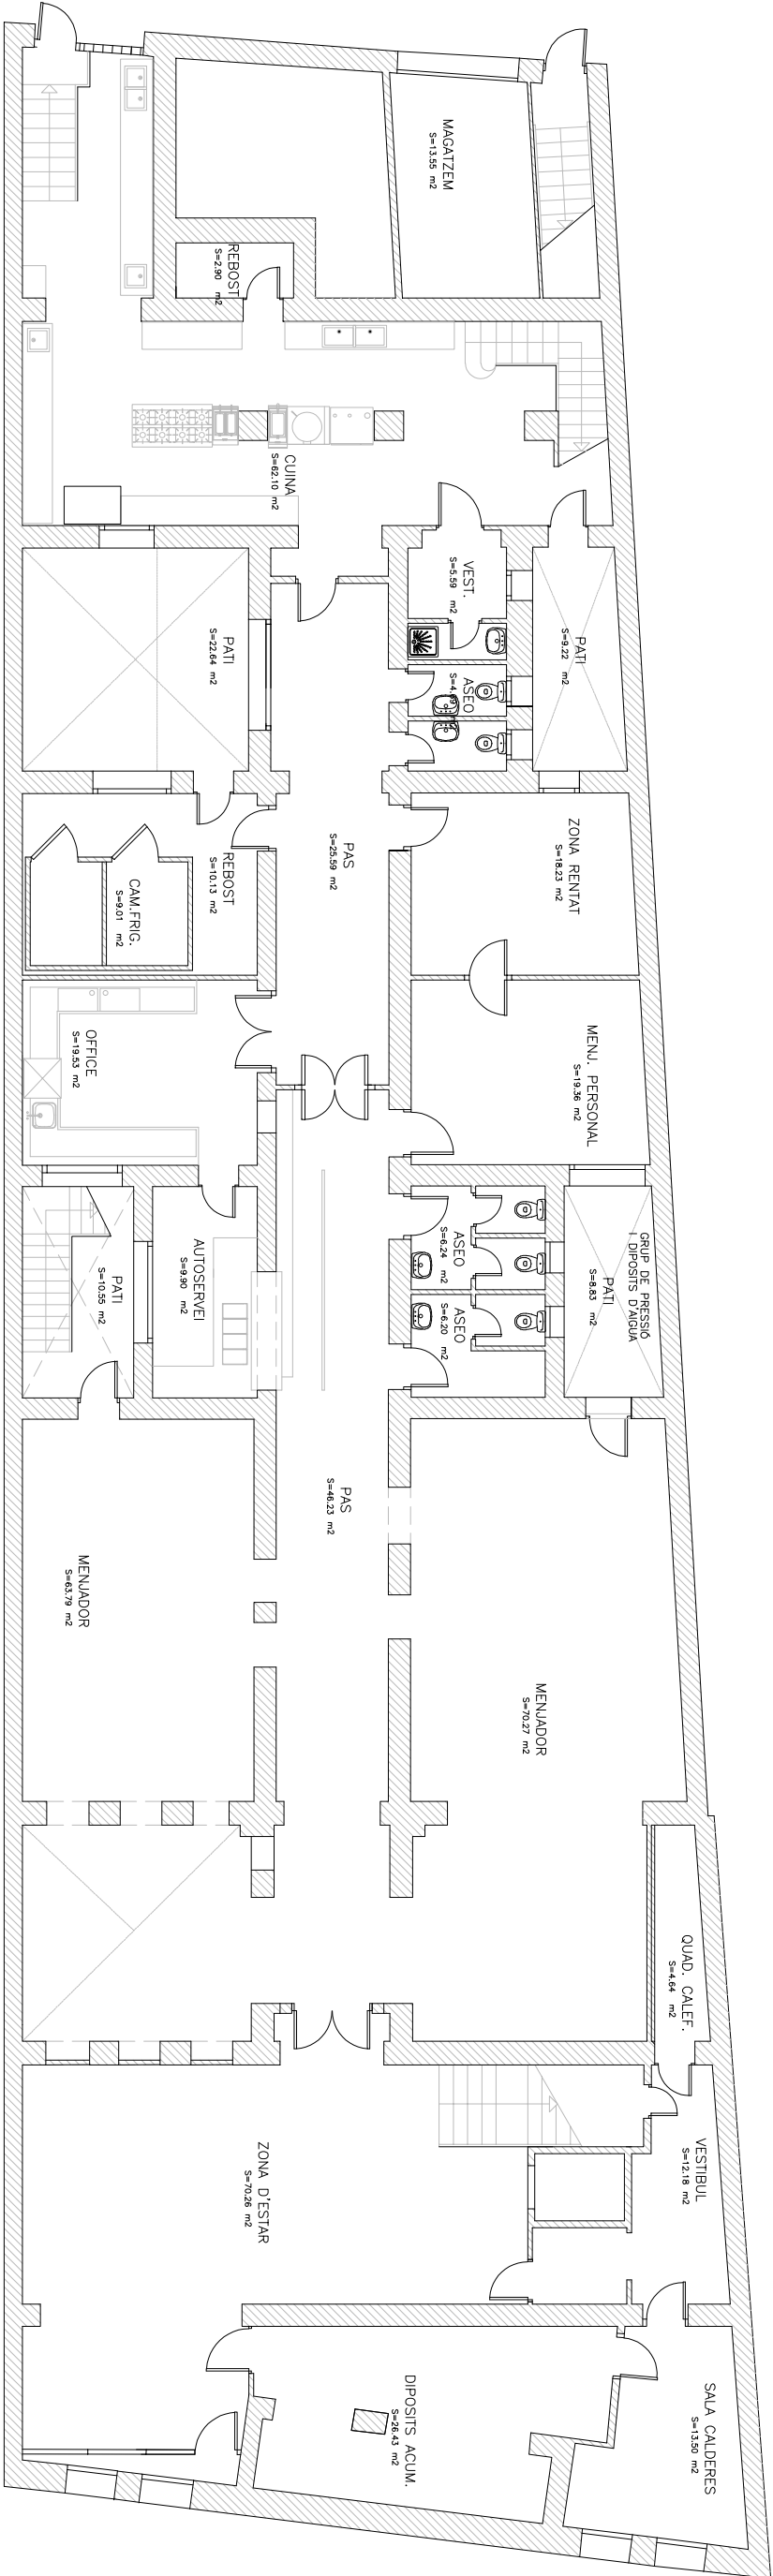 MAGATZEM
S=13.55 m2
REBOST
S=2.90 m2
CUINA
S=62.10 m2
VEST.
S=5.59 m2
PATI
S=9.22 m2
PATI
S=22.64 m2
ASEO
PAS
S=25.59 m2
ZONA RENTAT
S=18.23 m2
REBOST
S=10.13 m2
CAM.FRIG.
S=9.01 m2
OFFICE
S=19.53 m2
MENJ. PERSONAL
S=19.36 m2
GRUP DE PRESSIÓ
I DIPOSITS D'AIGUA
PATI
S=8.83 m2
ASEO
S=6.24 m2
ASEO
S=6.20 m2
AUTOSERVEI
S=9.90 m2
PATI
S=10.55 m2
PAS
S=46.23 m2
MENJADOR
S=63.79 m2
MENJADOR
S=70.27 m2
QUAD. CALEF.
S=4.64 m2
VESTIBUL
S=12.18 m2
ZONA D'ESTAR
S=70.26 m2
DIPOSITS ACUM.
S=26.43 m2
SALA CALDERES
S=13.50 m2